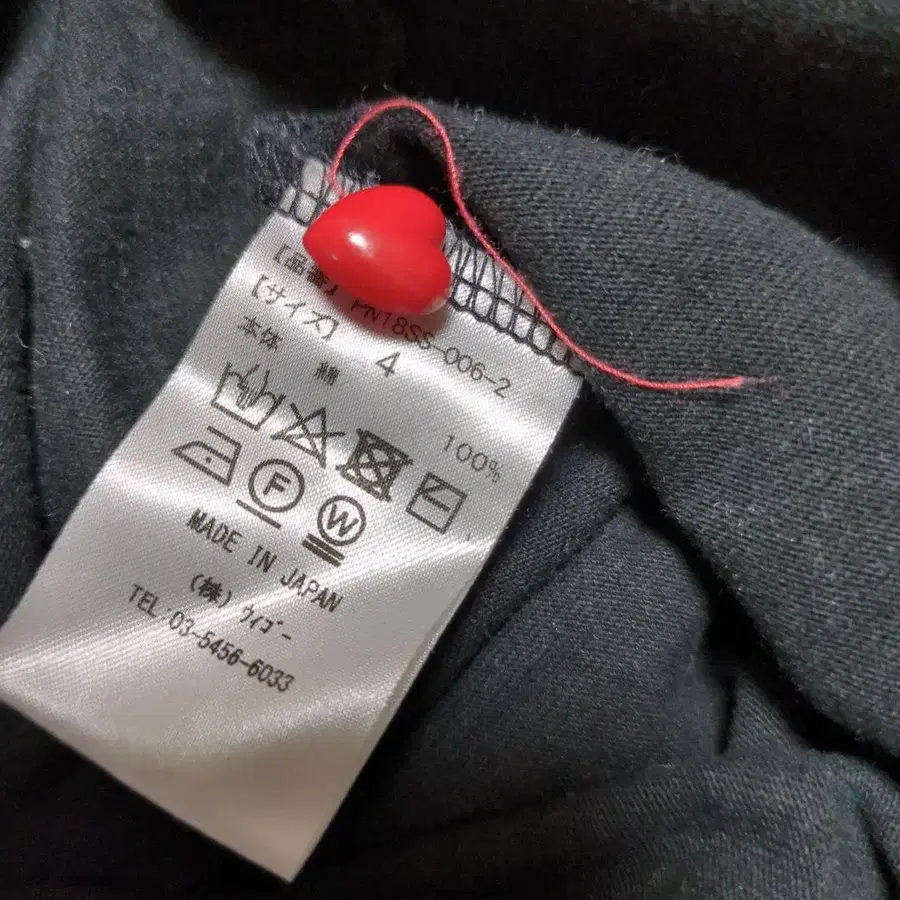 【品番】PN18SS-006-2
【サイズ】 4
本体 綿 100%
F
W
MADE IN JAPAN
(株)ウィゴー
TEL:03-5456-6033